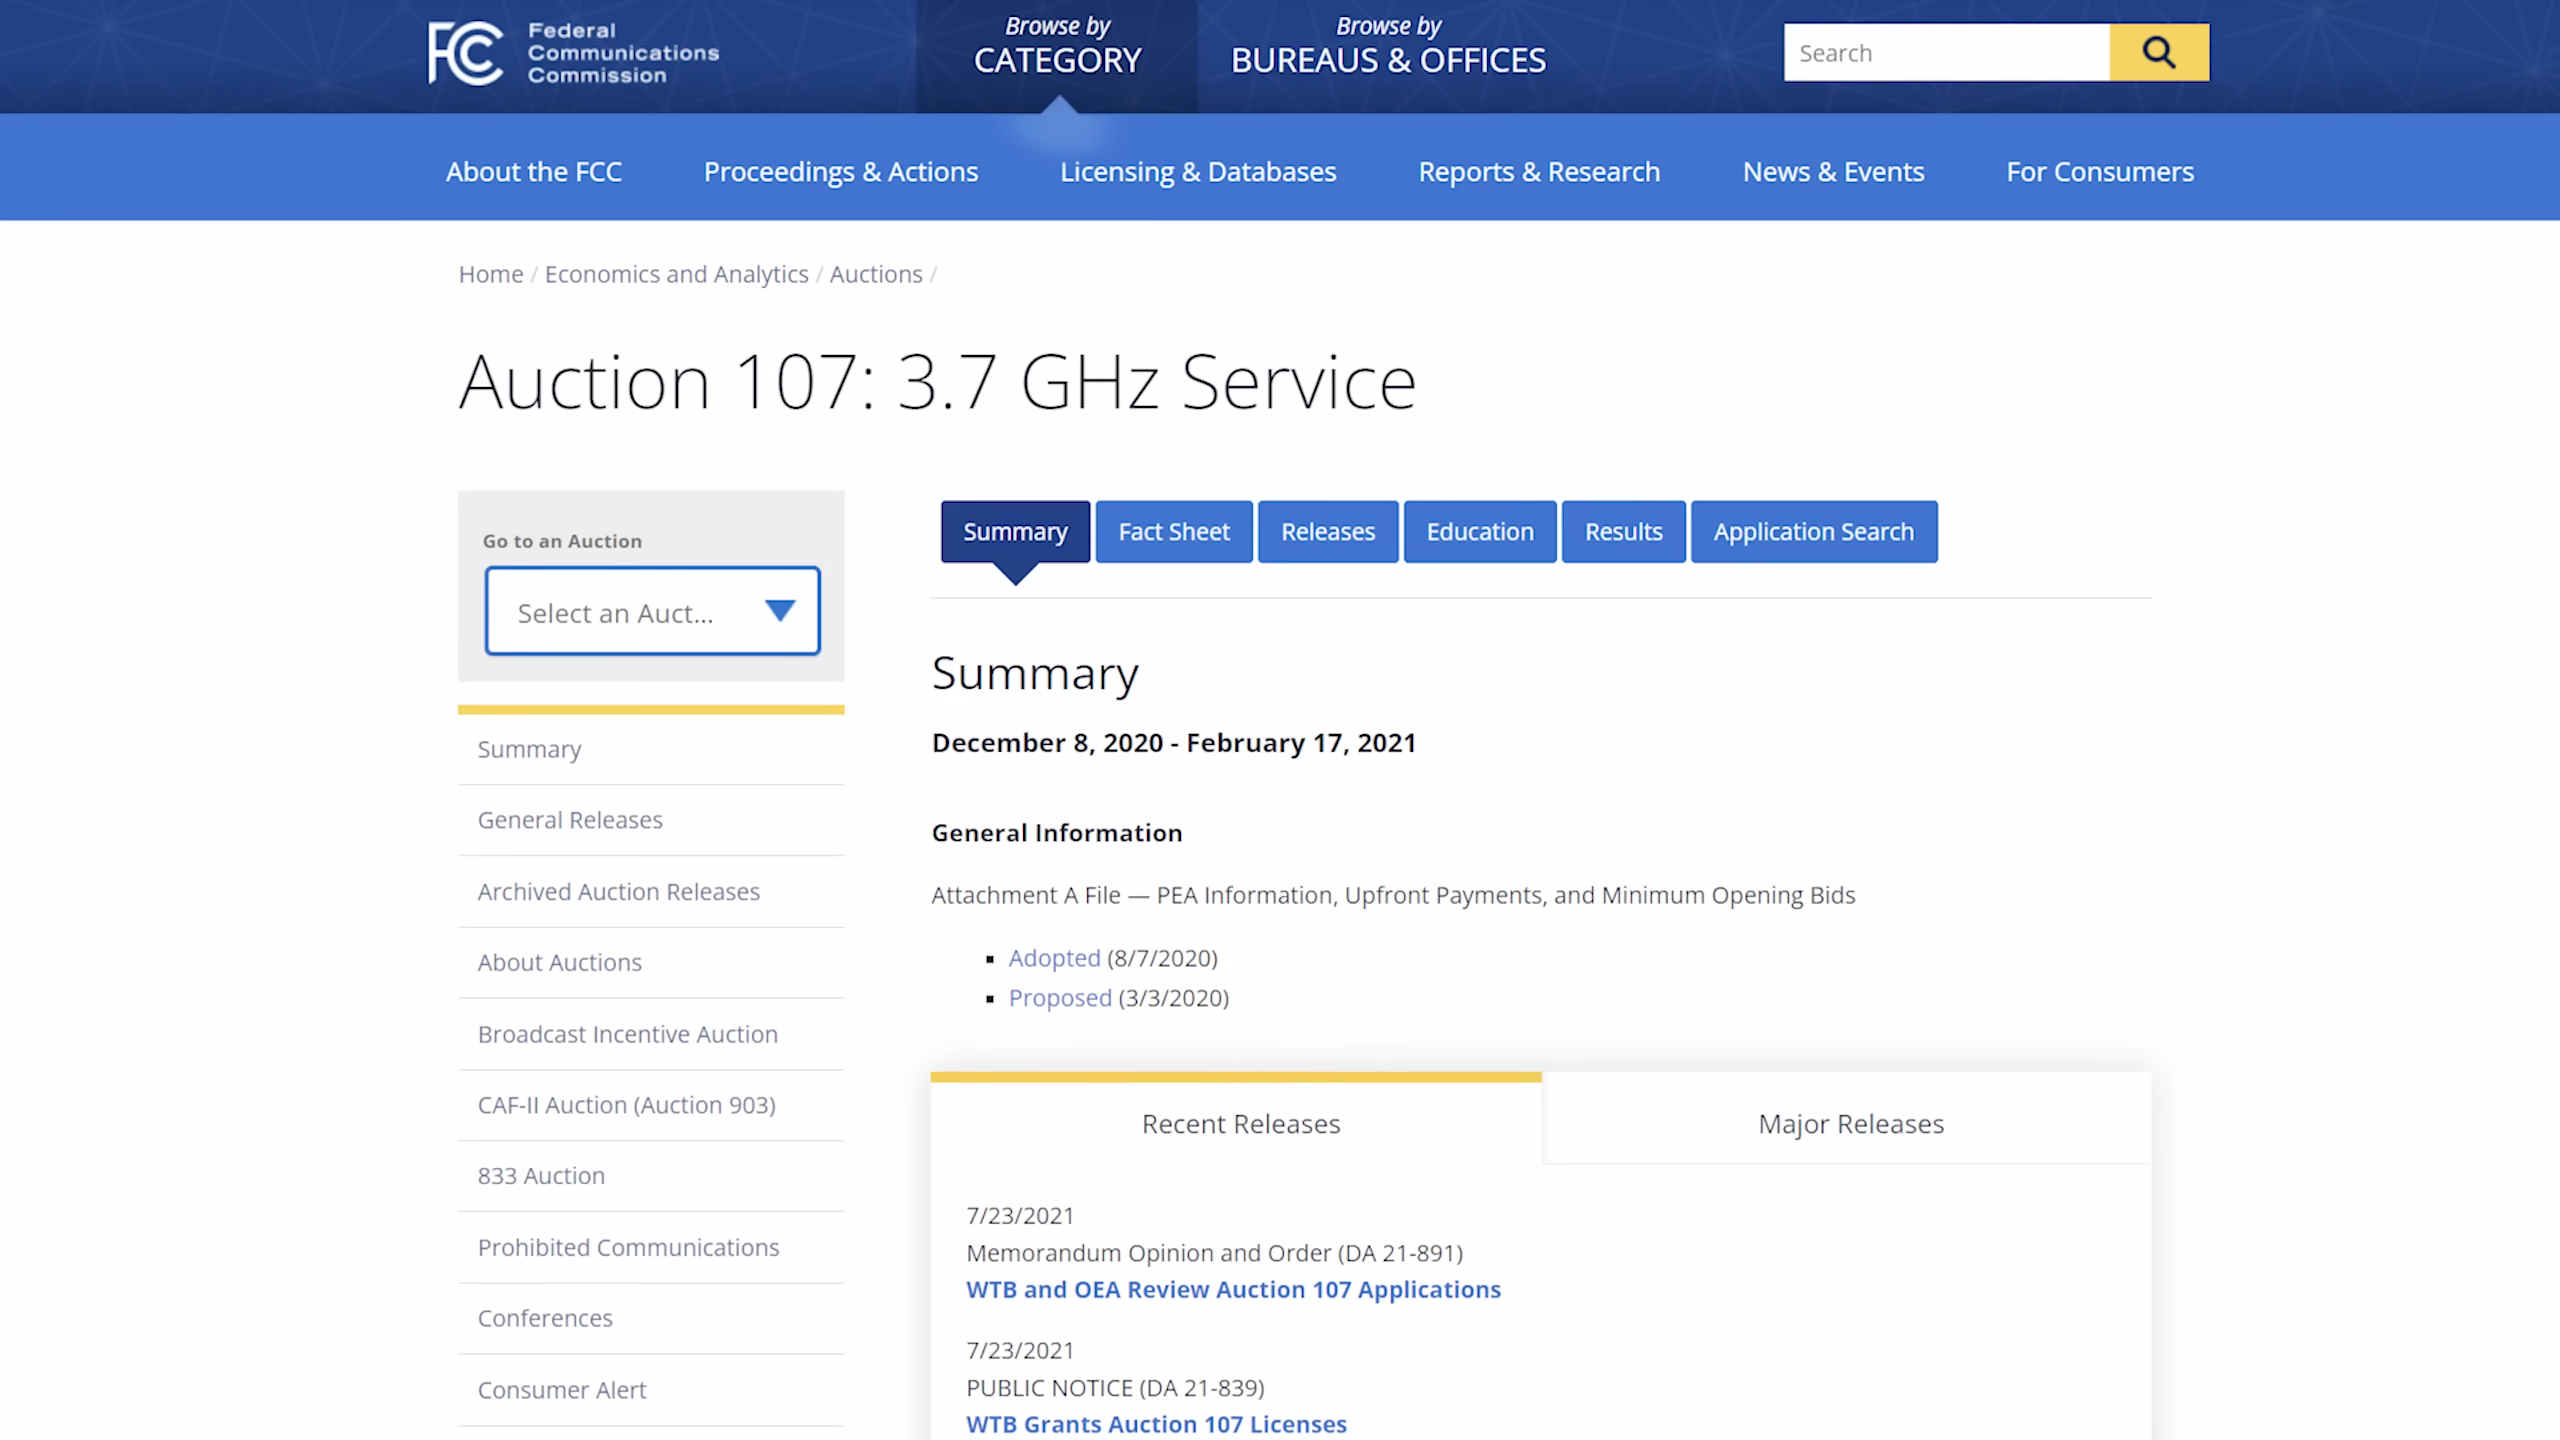 Federal
Communications
Commission
Browse by
CATEGORY
Browse by
BUREAUS & OFFICES
Search
About the FCC
Proceedings & Actions
Licensing & Databases
Reports & Research
News & Events
For Consumers
Home / Economics and Analytics / Auctions /
Auction 107: 3.7 GHz Service
Go to an Auction
Select an Auct...
Summary
General Releases
Archived Auction Releases
About Auctions
Broadcast Incentive Auction
CAF-II Auction (Auction 903)
833 Auction
Prohibited Communications
Conferences
Consumer Alert
Summary
Fact Sheet
Releases
Education
Results
Application Search
Summary
December 8, 2020 - February 17, 2021
General Information
Attachment A File — PEA Information, Upfront Payments, and Minimum Opening Bids
▪ Adopted (8/7/2020)
▪ Proposed (3/3/2020)
Recent Releases
Major Releases
7/23/2021
Memorandum Opinion and Order (DA 21-891)
WTB and OEA Review Auction 107 Applications
7/23/2021
PUBLIC NOTICE (DA 21-839)
WTB Grants Auction 107 Licenses